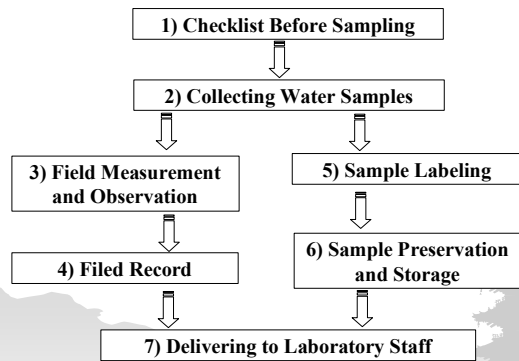 1) Checklist Before Sampling
2) Collecting Water Samples
3) Field Measurement
and Observation
4) Filed Record
5) Sample Labeling
6) Sample Preservation
and Storage
7) Delivering to Laboratory Staff